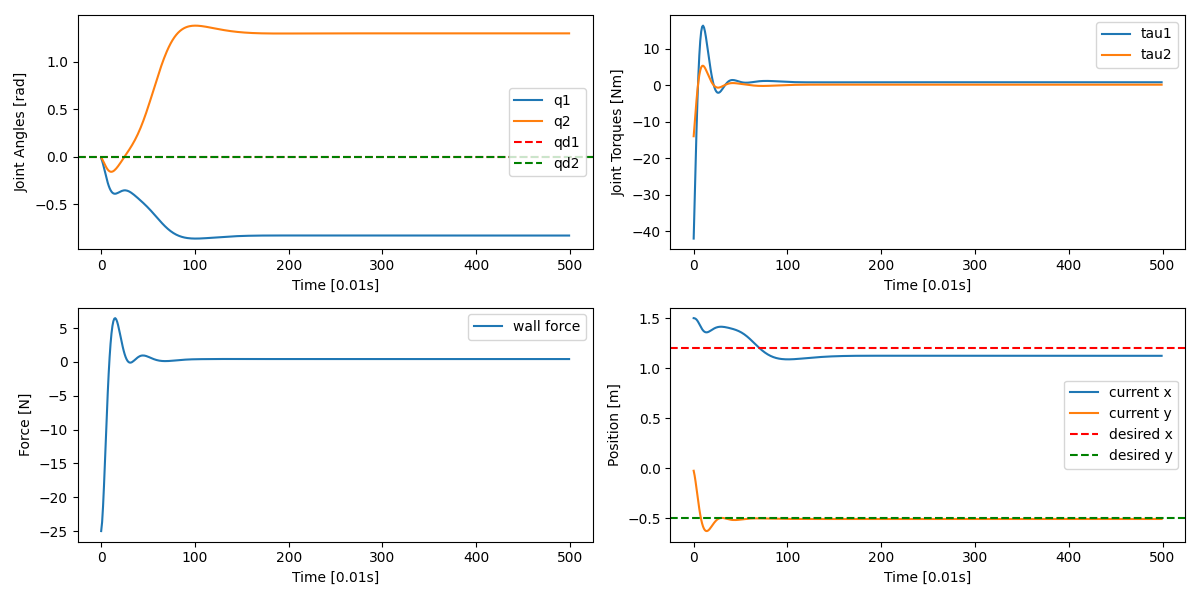 Joint Angles [rad]
1.0
0.5
0.0
−0.5
q1
q2
qd1
qd2
0 100 200 300 400 500
Time [0.01s]
Joint Torques [Nm]
10
0
−10
−20
−30
−40
tau1
tau2
0 100 200 300 400 500
Time [0.01s]
Force [N]
5
0
−5
−10
−15
−20
−25
wall force
0 100 200 300 400 500
Time [0.01s]
Position [m]
1.5
1.0
0.5
0.0
−0.5
current x
current y
desired x
desired y
0 100 200 300 400 500
Time [0.01s]